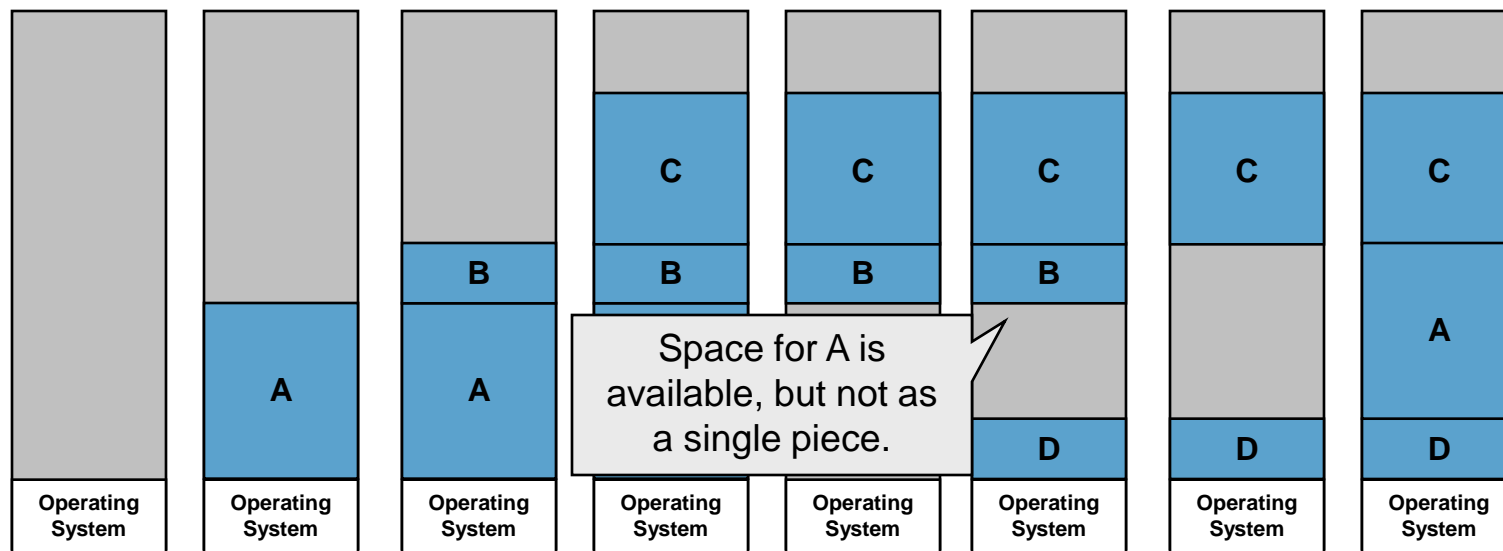 C
C
C
C
C
B
B
B
B
A
A
A
Space for A is
available, but not as
a single piece.
D
D
D
Operating
System
Operating
System
Operating
System
Operating
System
Operating
System
Operating
System
Operating
System
Operating
System